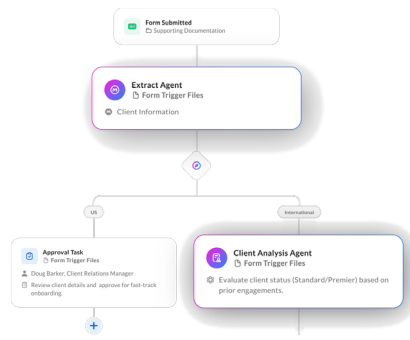 Form Submitted
Supporting Documentation
Extract Agent
Form Trigger Files
Client Information
US
International
Approval Task
Form Trigger Files
Doug Barker, Client Relations Manager
Review client details and approve for fast-track
onboarding.
Client Analysis Agent
Form Trigger Files
Evaluate client status (Standard/Premier) based on
prior engagements.